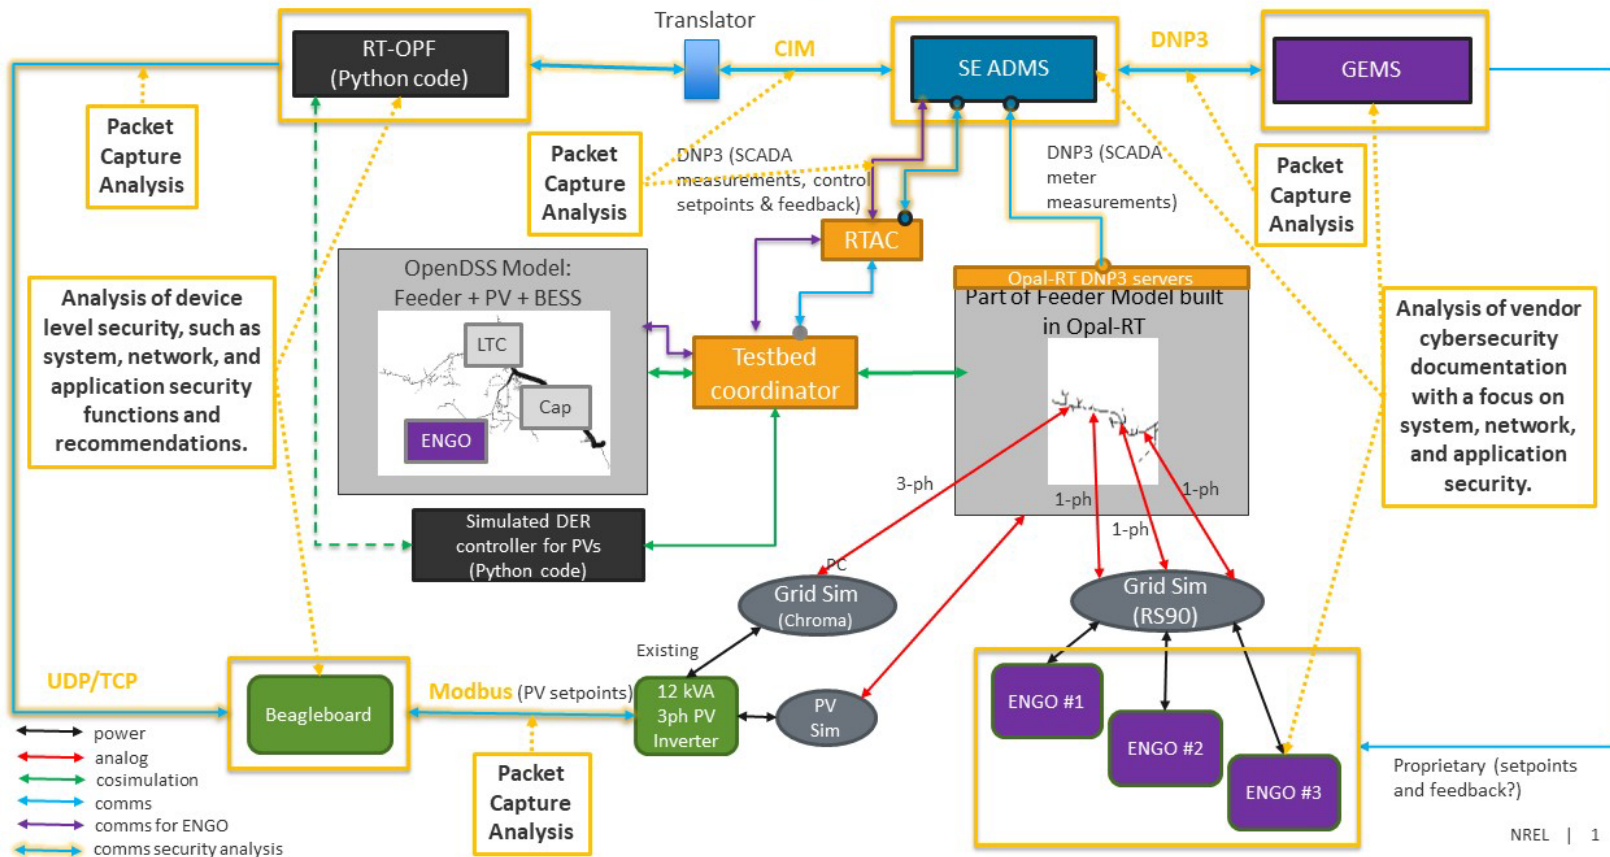 Translator
RT-OPF
(Python code)
CIM
SE ADMS
DNP3
GEMS
Packet
Capture
Analysis
Packet
Capture
Analysis
DNP3 (SCADA
measurements, control
setpoints & feedback)
DNP3 (SCADA
meter
measurements)
Packet
Capture
Analysis
RTAC
OpenDSS Model:
Feeder + PV + BESS
LTC
Cap
ENGO
Opal-RT DNP3 servers
Part of Feeder Model built
in Opal-RT
Testbed
coordinator
Analysis of device
level security, such as
system, network, and
application security
functions and
recommendations.
Analysis of vendor
cybersecurity
documentation
with a focus on
system, network,
and application
security.
3-ph
1-ph
1-ph
1-ph
Simulated DER
controller for PVs
(Python code)
PC
Grid Sim
(Chroma)
Grid Sim
(RS90)
Existing
UDP/TCP
Beagleboard
Modbus (PV setpoints)
12 kVA
3ph PV
Inverter
PV
Sim
ENGO #1
ENGO #2
ENGO #3
Proprietary (setpoints
and feedback?)
Packet
Capture
Analysis
power
analog
cosimulation
comms
comms for ENGO
comms security analysis
NREL | 1